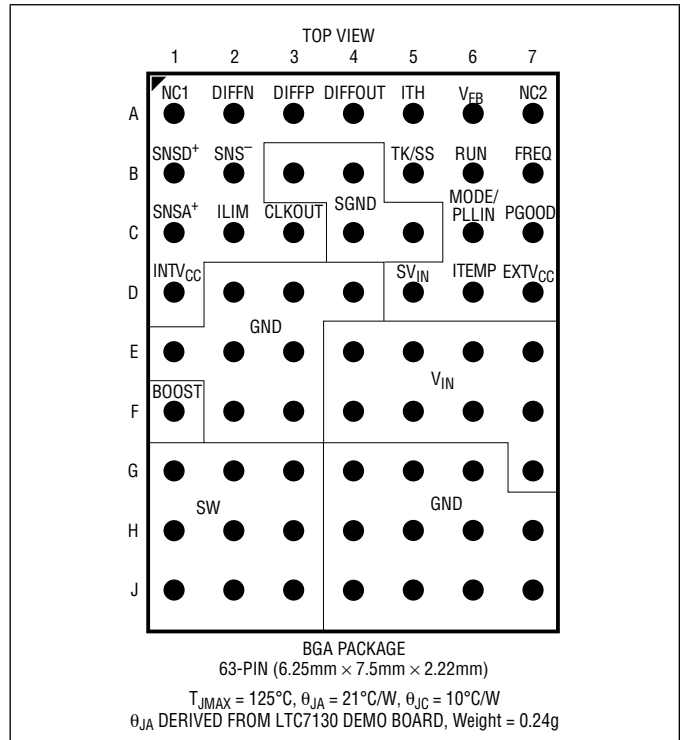 TOP VIEW
1 2 3 4 5 6 7
A NC1 DIFFN DIFFP DIFFOUT ITH VFB NC2
B SNSD+ SNS– TK/SS RUN FREQ
C SNSA+ ILIM CLKOUT SGND MODE/PLLIN PGOOD
D INTVCC SVIN ITEMP EXTVCC
GND
E
VIN
F BOOST
G
SW GND
H
J
BGA PACKAGE
63-PIN (6.25mm × 7.5mm × 2.22mm)
TJMAX = 125°C, θJA = 21°C/W, θJC = 10°C/W
θJA DERIVED FROM LTC7130 DEMO BOARD, Weight = 0.24g